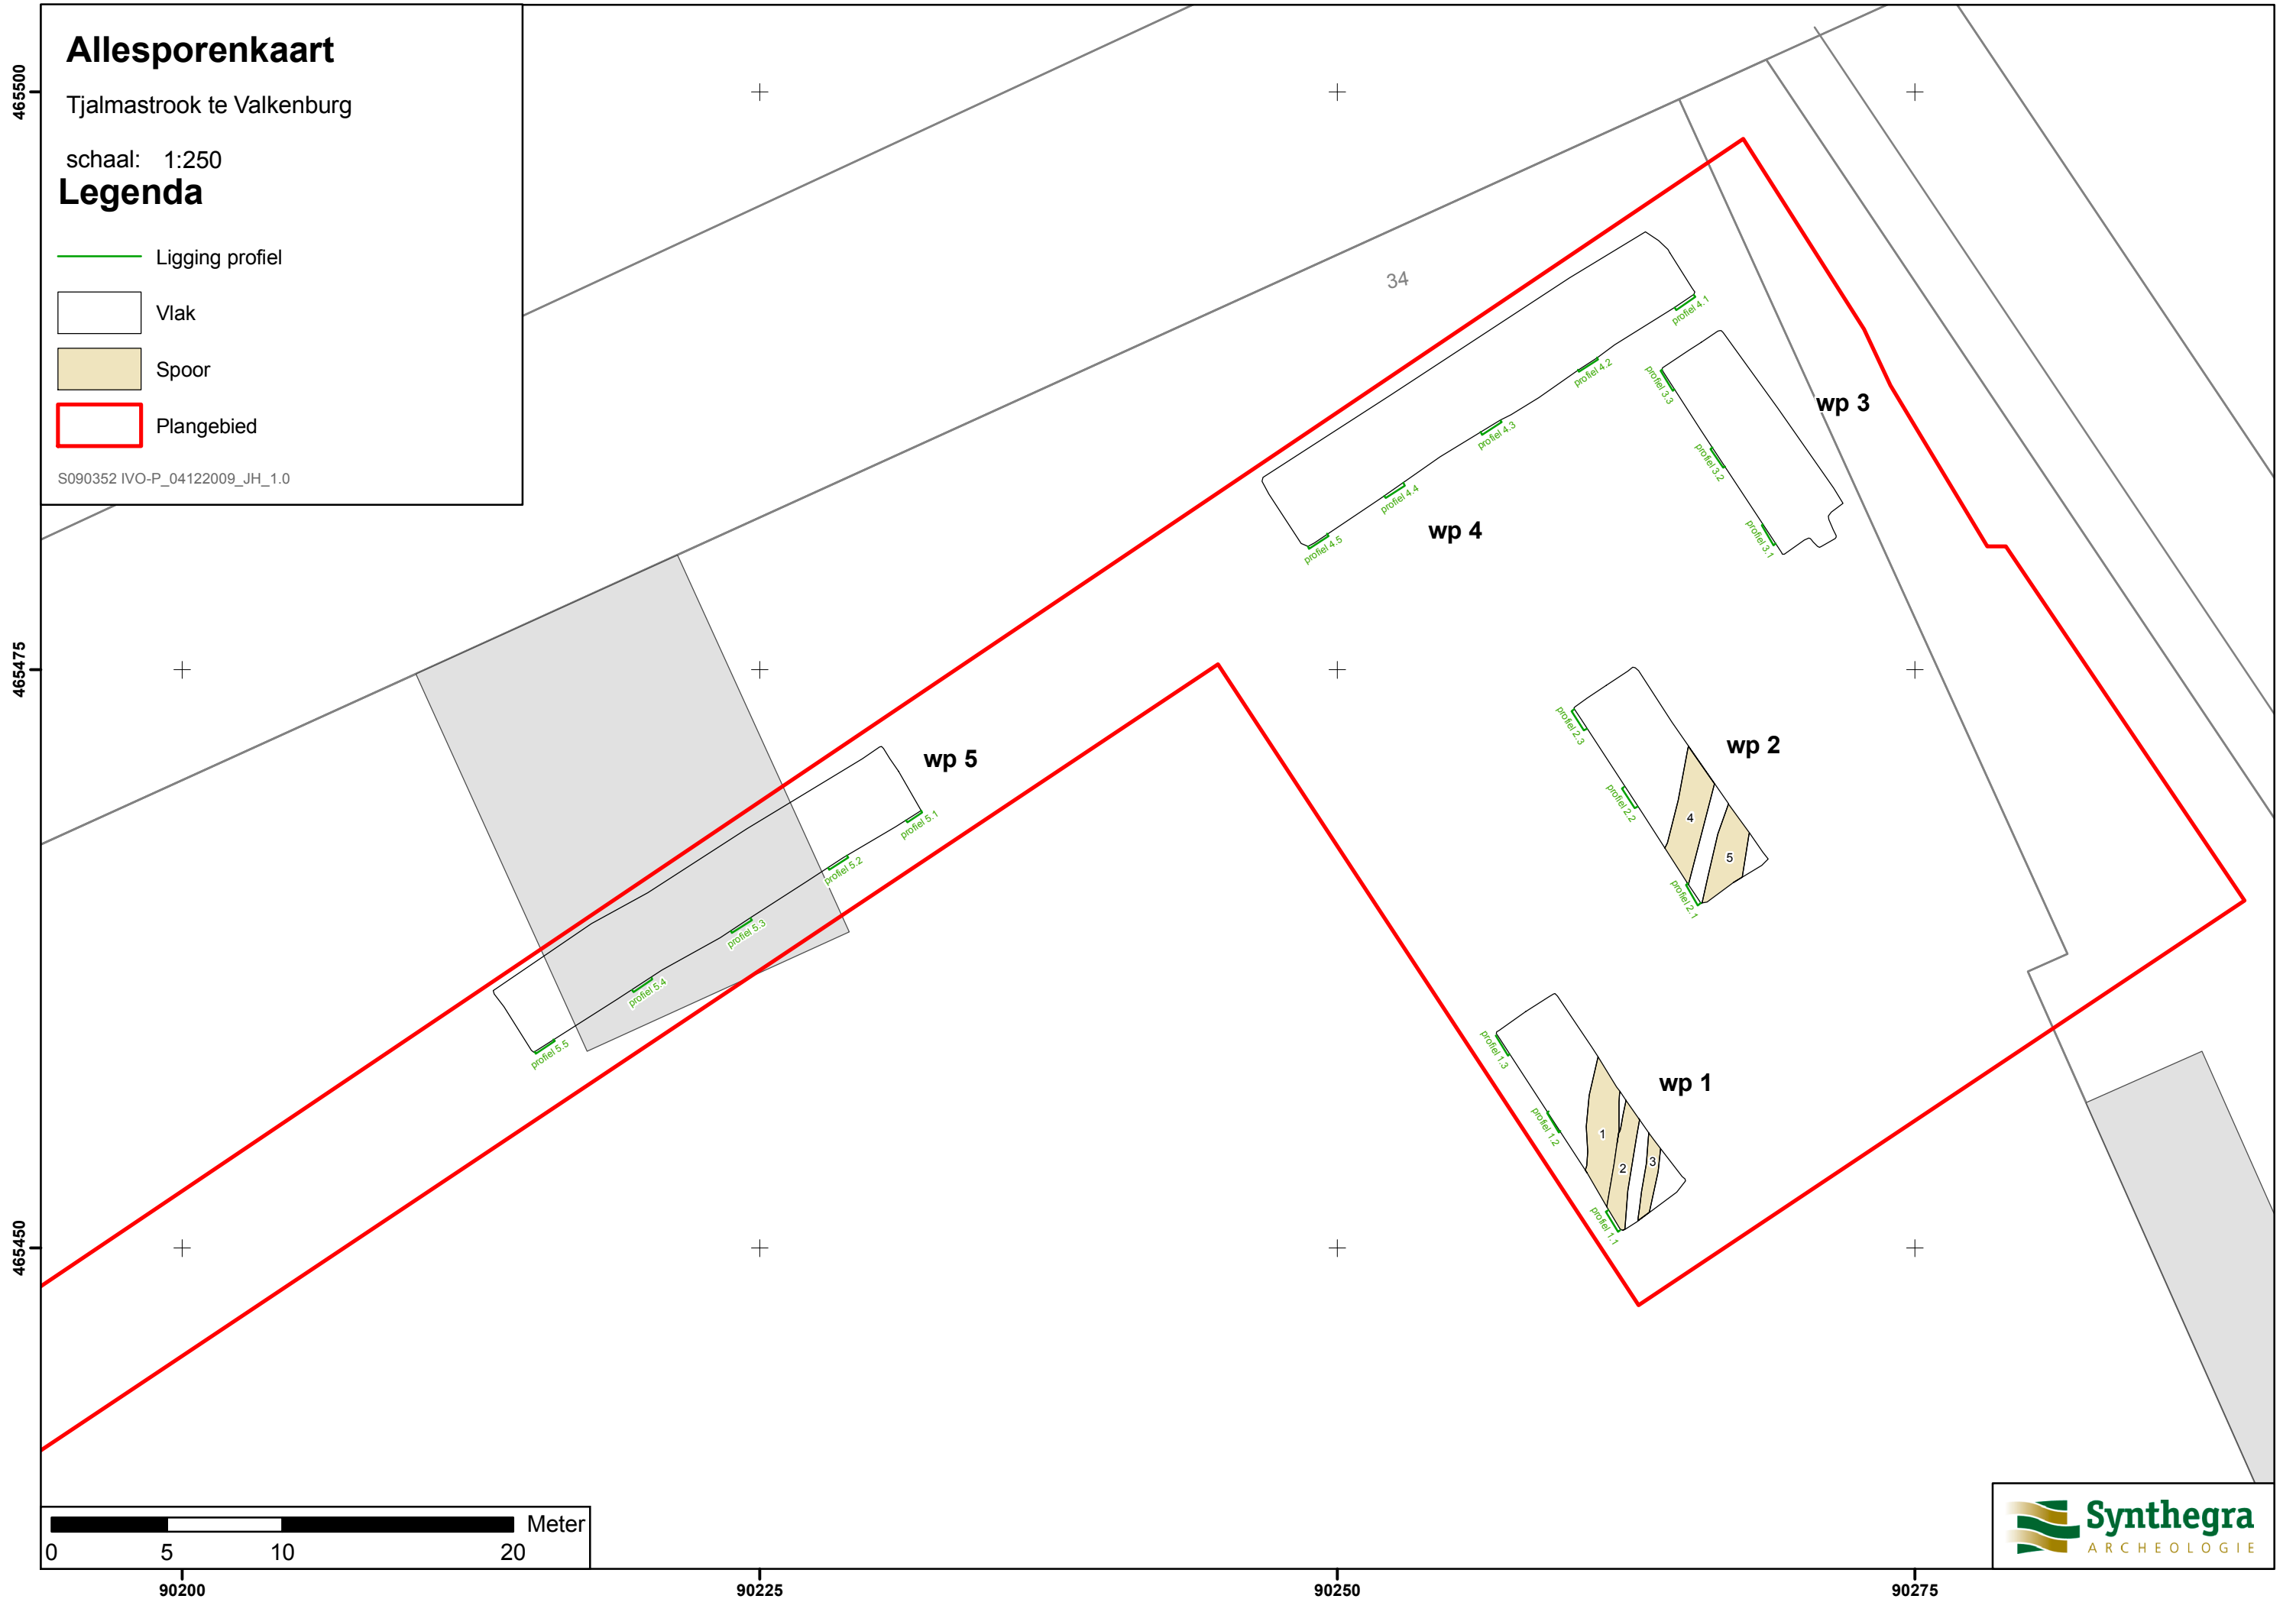 Allesporenkaart
Tjalmastrook te Valkenburg
schaal: 1:250
Legenda
Ligging profiel
Vlak
Spoor
Plangebied
S090352 IVO-P_04122009_JH_1.0
465500
465475
465450
34
profiel 4.1
profiel 4.2
profiel 4.3
profiel 4.4
profiel 4.5
wp 4
profiel 3.3
profiel 3.2
profiel 3.1
wp 3
wp 5
profiel 5.1
profiel 5.2
profiel 5.3
profiel 5.4
profiel 5.5
profiel 2.3
profiel 2.2
profiel 2.1
wp 2
4
5
profiel 1.3
profiel 1.2
profiel 1.1
wp 1
1
2
3
Meter
0 5 10 20
90200 90225 90250 90275
Synthegra
ARCHEOLOGIE